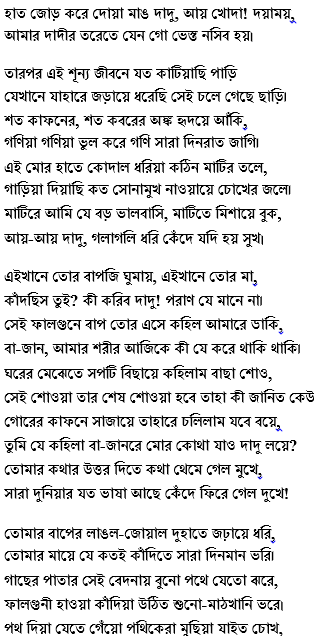 হাত জোড় করে দোয়া মাঙ দাদু, আয় খোদা! দয়াময়,
আমার দাদীর তরেতে যেন গো ভেস্ত নসিব হয়।
তারপর এই শূন্য জীবনে যত কাটিয়াছি পাড়ি
যেখানে যাহারে জড়ায়ে ধরেছি সেই চলে গেছে ছাড়ি।
শত কাফনের, শত কবরের অঙ্ক হৃদয়ে আঁকি,
গণিয়া গণিয়া ভুল করে গণি সারা দিনরাত জাগি।
এই মোর হাতে কোদাল ধরিয়া কঠিন মাটির তলে,
গাড়িয়া দিয়াছি কত সোনামুখ নাওয়ায়ে চোখের জলে।
মাটিরে আমি যে বড় ভালবাসি, মাটিতে মিশায়ে বুক,
আয়-আয় দাদু, গলাগলি ধরি কেঁদে যদি হয় সুখ।
এইখানে তোর বাপজি ঘুমায়, এইখানে তোর মা,
কাঁদছিস তুই? কী করিব দাদু! পরাণ যে মানে না।
সেই ফালগুনে বাপ তোর এসে কহিল আমারে ডাকি,
বা-জান, আমার শরীর আজিকে কী যে করে থাকি থাকি।
ঘরের মেঝেতে সপটি বিছায়ে কহিলাম বাছা শোও,
সেই শোওয়া তার শেষ শোওয়া হবে তাহা কী জানিত কেউ
গোরের কাফনে সাজায়ে তাহারে চলিলাম যবে বয়ে,
তুমি যে কহিলা বা-জানরে মোর কোথা যাও দাদু লয়ে?
তোমার কথার উত্তর দিতে কথা থেমে গেল মুখে,
সারা দুনিয়ার যত ভাষা আছে কেঁদে ফিরে গেল দুখে!
তোমার বাপের লাঙল-জোয়াল দুহাতে জড়ায়ে ধরি,
তোমার মায়ে যে কতই কাঁদিতে সারা দিনমান ভরি।
গাছের পাতার সেই বেদনায় বুনো পথে যেতো ঝরে,
ফালগুনী হাওয়া কাঁদিয়া উঠিত শুনো-মাঠখানি ভরে।
পথ দিয়া যেতে গেঁয়ো পথিকেরা মুছিয়া যাইত চোখ,